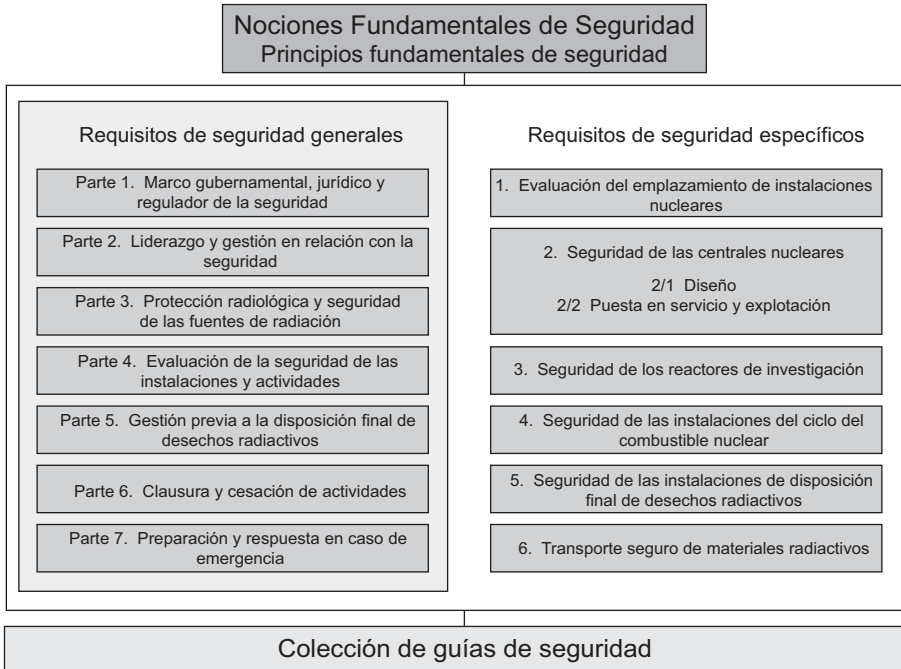 Nociones Fundamentales de Seguridad
Principios fundamentales de seguridad
Requisitos de seguridad generales
Parte 1. Marco gubernamental, jurídico y
regulador de la seguridad
Parte 2. Liderazgo y gestión en relación con la
seguridad
Parte 3. Protección radiológica y seguridad
de las fuentes de radiación
Parte 4. Evaluación de la seguridad de las
instalaciones y actividades
Parte 5. Gestión previa a la disposición final de
desechos radiactivos
Parte 6. Clausura y cesación de actividades
Parte 7. Preparación y respuesta en caso de
emergencia
Requisitos de seguridad específicos
1. Evaluación del emplazamiento de instalaciones
nucleares
2. Seguridad de las centrales nucleares
2/1 Diseño
2/2 Puesta en servicio y explotación
3. Seguridad de los reactores de investigación
4. Seguridad de las instalaciones del ciclo del
combustible nuclear
5. Seguridad de las instalaciones de disposición
final de desechos radiactivos
6. Transporte seguro de materiales radiactivos
Colección de guías de seguridad